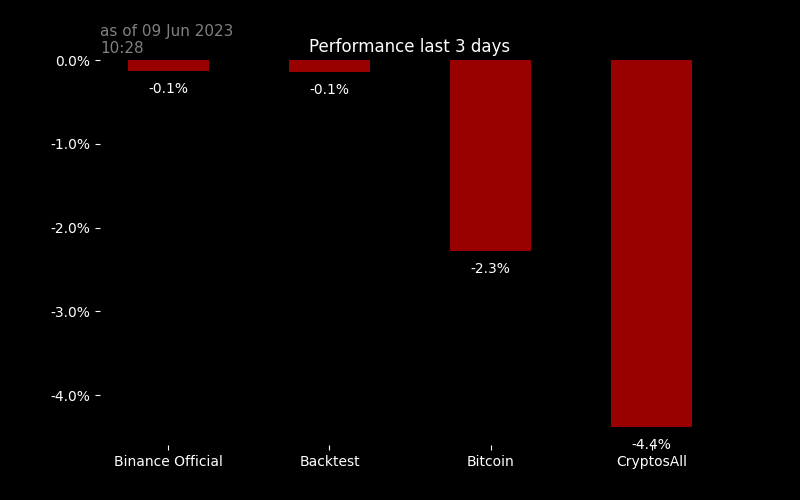 as of 09 Jun 2023
10:28
Performance last 3 days
0.0%
-1.0%
-2.0%
-3.0%
-4.0%
-0.1%
-0.1%
-2.3%
-4.4%
Binance Official
Backtest
Bitcoin
CryptosAll